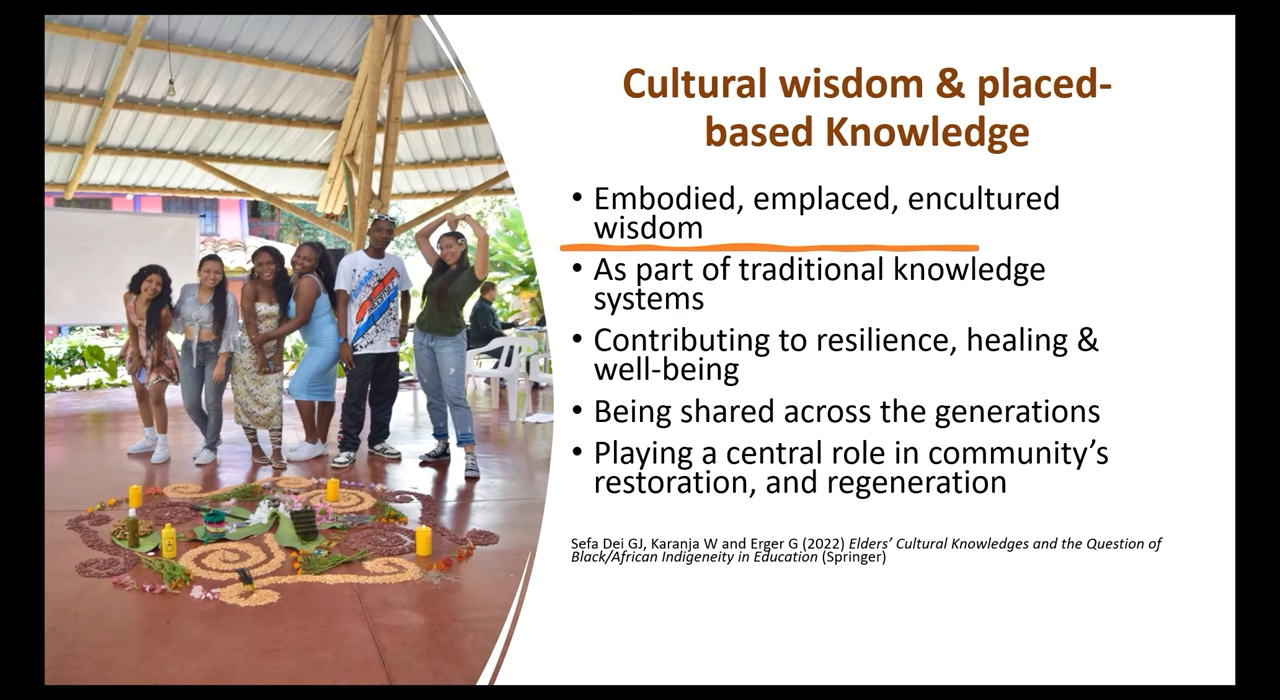 Cultural wisdom & placed-
based Knowledge
• Embodied, emplaced, encultured
wisdom
• As part of traditional knowledge
systems
• Contributing to resilience, healing &
well-being
• Being shared across the generations
• Playing a central role in community’s
restoration, and regeneration
Sefa Dei GJ, Karanja W and Erger G (2022) Elders’ Cultural Knowledges and the Question of
Black/African Indigeneity in Education (Springer)